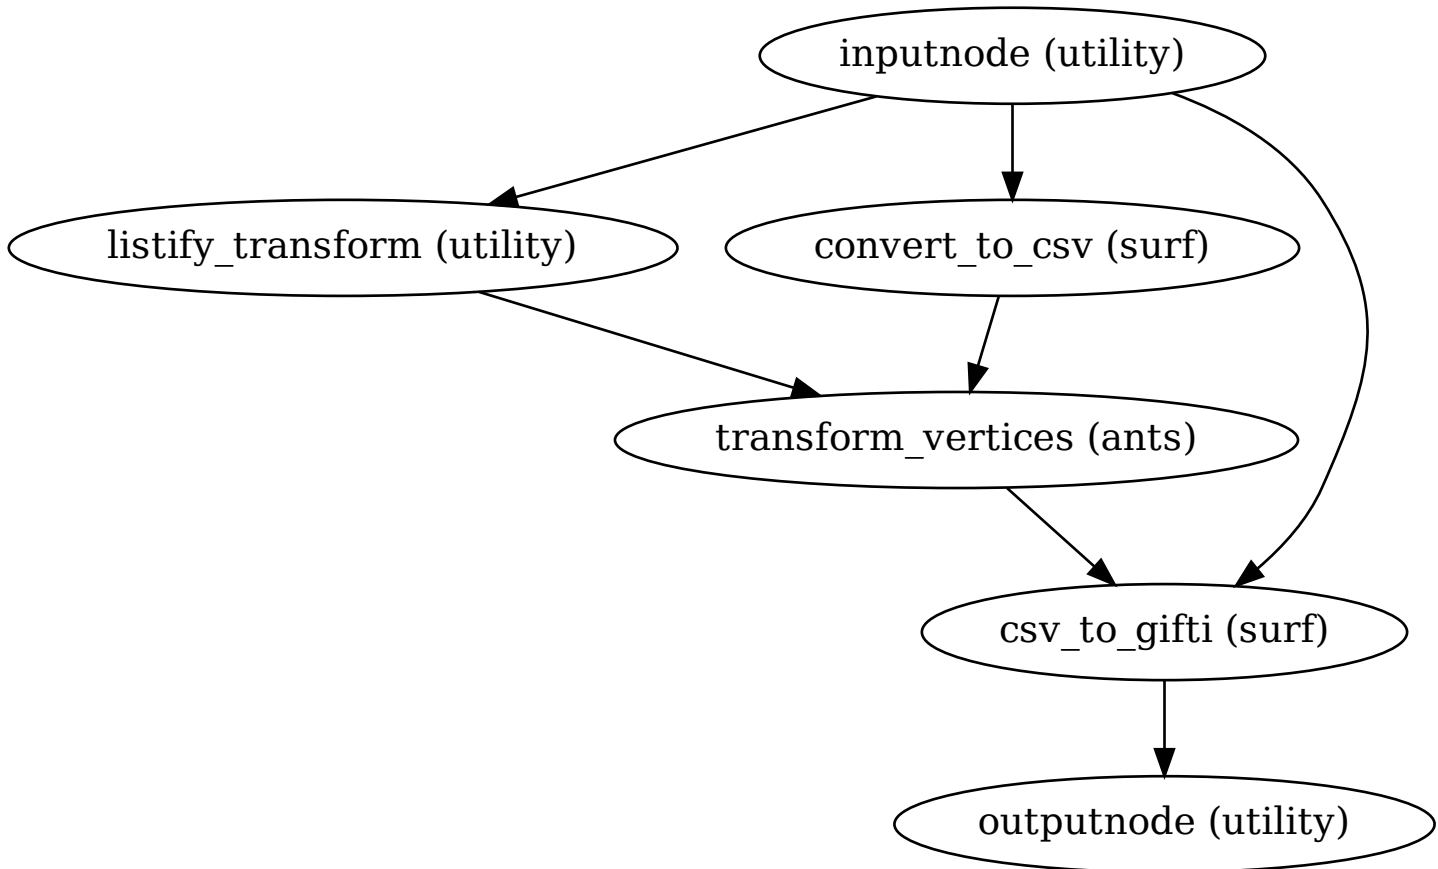 inputnode (utility)
listify_transform (utility)
convert_to_csv (surf)
transform_vertices (ants)
csv_to_gifti (surf)
outputnode (utility)